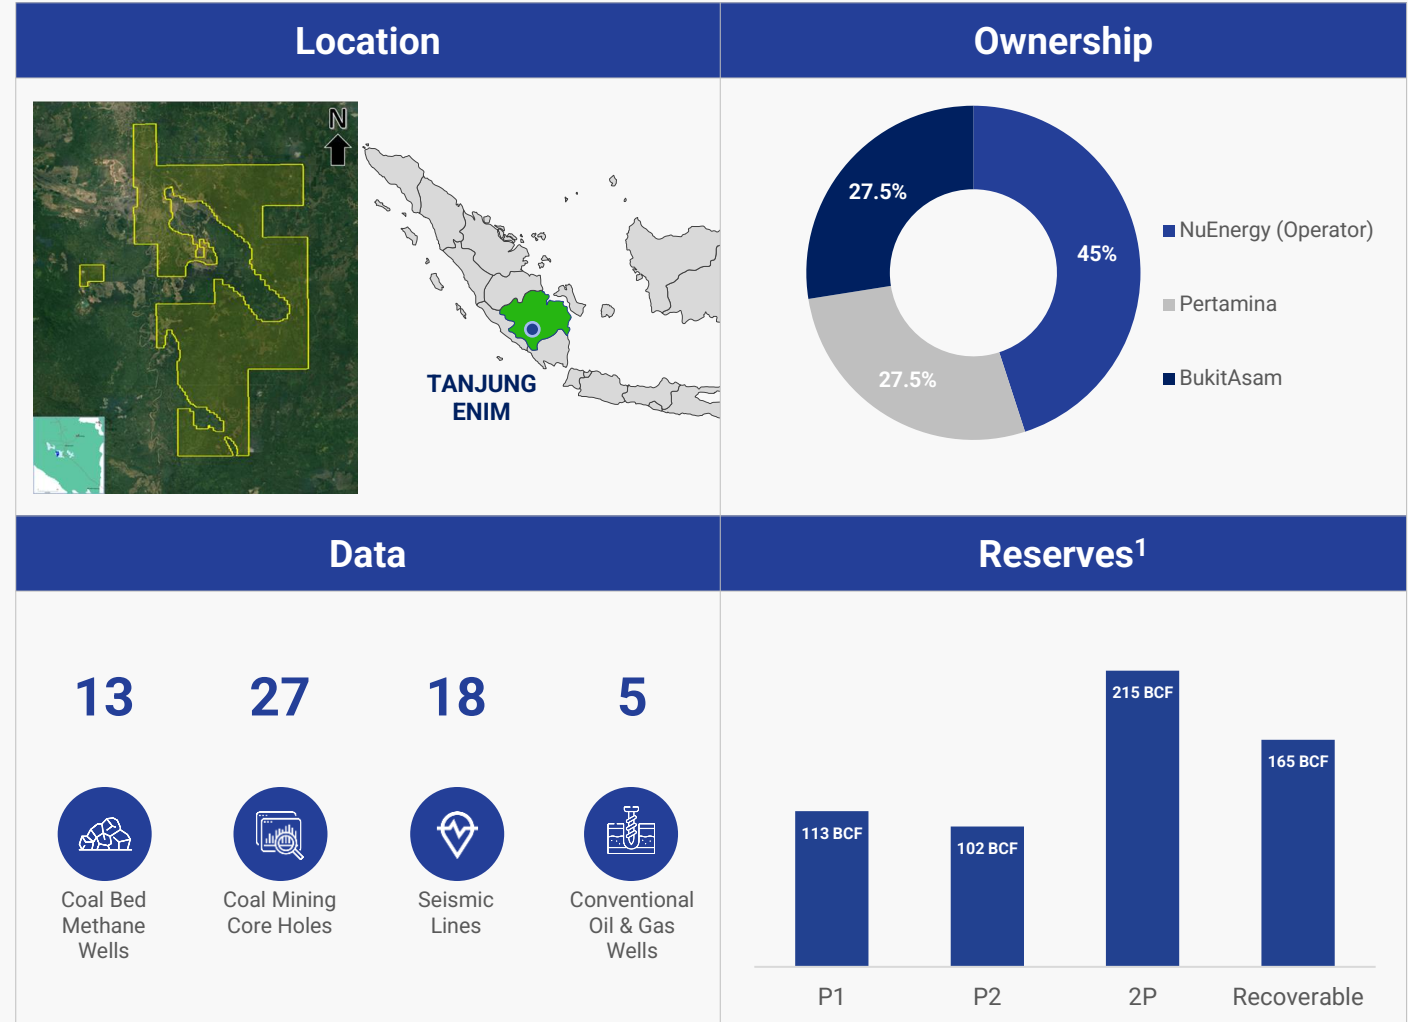 Location
Ownership
N
TANJUNG
ENIM
27.5%
45%
27.5%
NuEnergy (Operator)
Pertamina
BukitAsam
Data
Reserves¹
13
27
18
5
Coal Bed
Methane
Wells
Coal Mining
Core Holes
Seismic
Lines
Conventional
Oil & Gas
Wells
113 BCF
102 BCF
215 BCF
165 BCF
P1
P2
2P
Recoverable